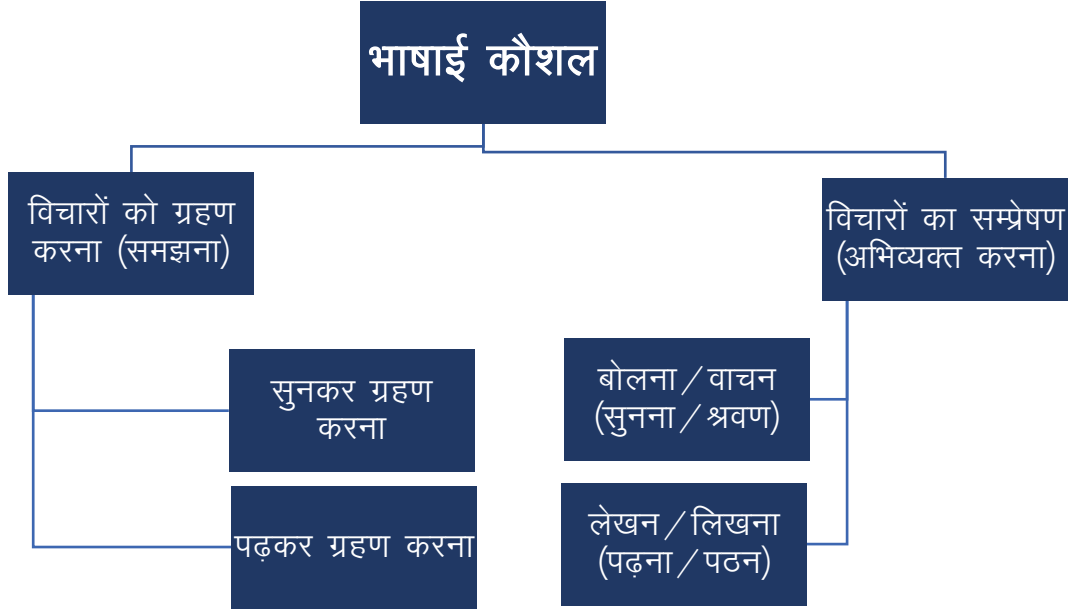 भाषाई कौशल
विचारों को ग्रहण
करना (समझना)
सुनकर ग्रहण
करना
पढ़कर ग्रहण करना
विचारों का सम्प्रेषण
(अभिव्यक्त करना)
बोलना / वाचन
(सुनना / श्रवण)
लेखन / लिखना
(पढ़ना / पठन)